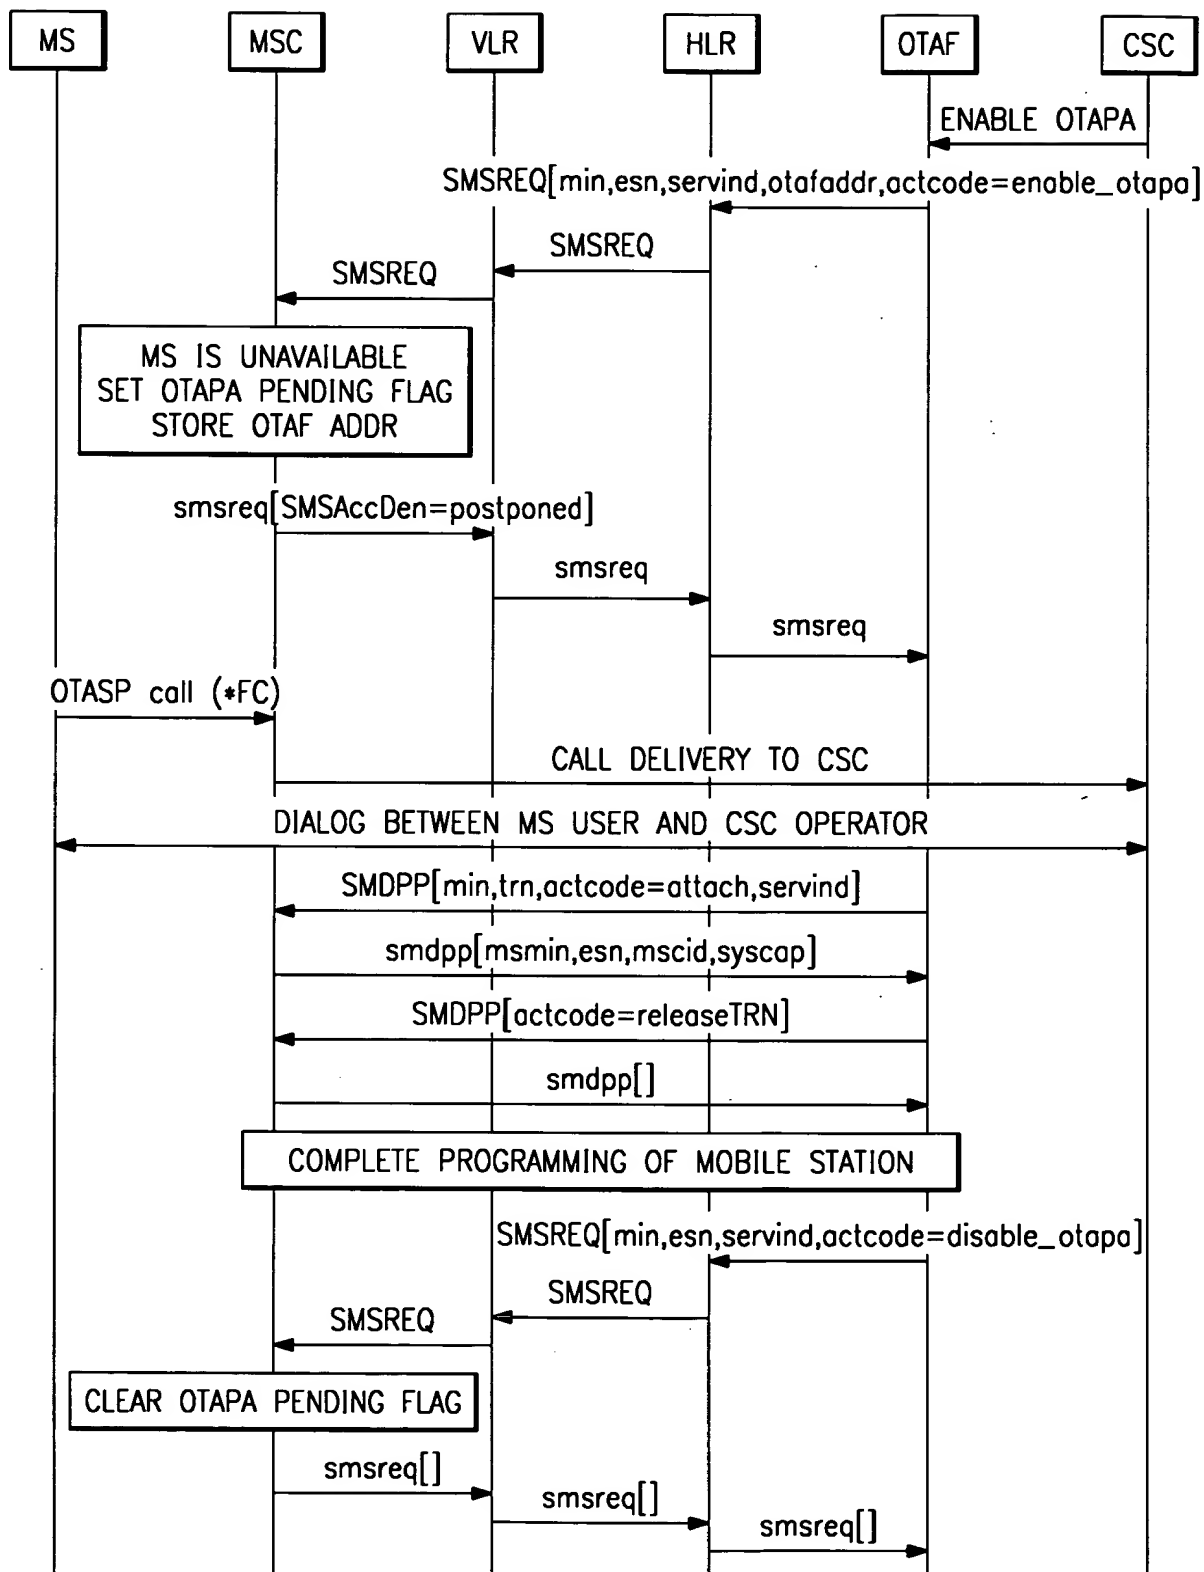 MS MSC VLR HLR OTAF CSC
ENABLE OTAPA
SMSREQ[min,esn,servind,otafaddr,actcode=enable_otapa]
SMSREQ
SMSREQ
MS IS UNAVAILABLE
SET OTAPA PENDING FLAG
STORE OTAF ADDR
smsreq[SMSAccDen=postponed]
smsreq
smsreq
OTASP call (*FC)
CALL DELIVERY TO CSC
DIALOG BETWEEN MS USER AND CSC OPERATOR
SMDPP[min,trn,actcode=attach,servind]
smdpp[msmin,esn,mscid,syscap]
SMDPP[actcode=releaseTRN]
smdpp[]
COMPLETE PROGRAMMING OF MOBILE STATION
SMSREQ[min,esn,servind,actcode=disable_otapa]
SMSREQ
SMSREQ
CLEAR OTAPA PENDING FLAG
smsreq[]
smsreq[]
smsreq[]